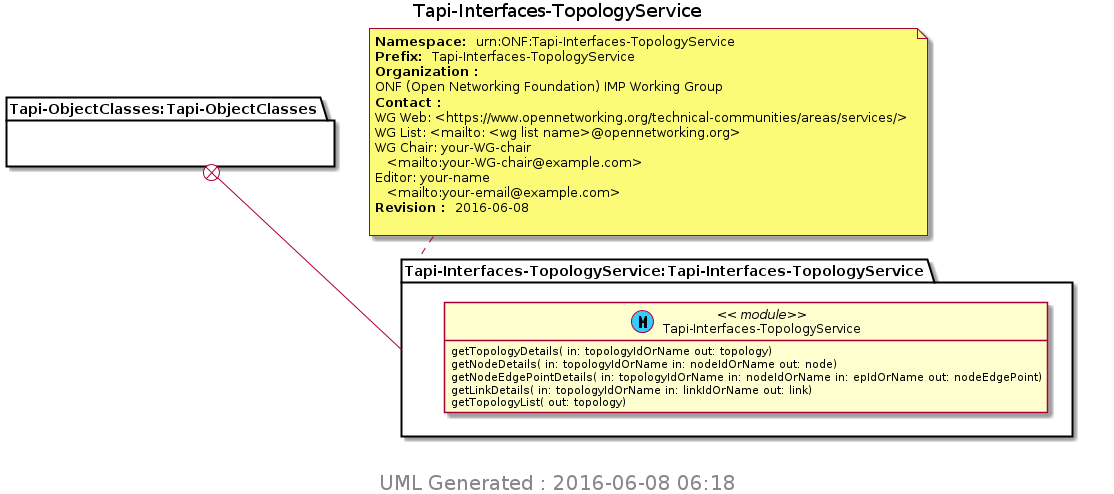 Tapi-Interfaces-TopologyService
Namespace: urn:ONF:Tapi-Interfaces-TopologyService
Prefix: Tapi-Interfaces-TopologyService
Organization :
ONF (Open Networking Foundation) IMP Working Group
Contact :
WG Web: <https://www.opennetworking.org/technical-communities/areas/services/>
WG List: <mailto: <wg list name>@opennetworking.org>
WG Chair: your-WG-chair
<mailto:your-WG-chair@example.com>
Editor: your-name
<mailto:your-email@example.com>
Revision : 2016-06-08
Tapi-ObjectClasses:Tapi-ObjectClasses
Tapi-Interfaces-TopologyService:Tapi-Interfaces-TopologyService
M
<< module>>
Tapi-Interfaces-TopologyService
getTopologyDetails( in: topologyIdOrName out: topology)
getNodeDetails( in: topologyIdOrName in: nodeIdOrName out: node)
getNodeEdgePointDetails( in: topologyIdOrName in: nodeIdOrName in: epIdOrName out: nodeEdgePoint)
getLinkDetails( in: topologyIdOrName in: linkIdOrName out: link)
getTopologyList( out: topology)
UML Generated : 2016-06-08 06:18